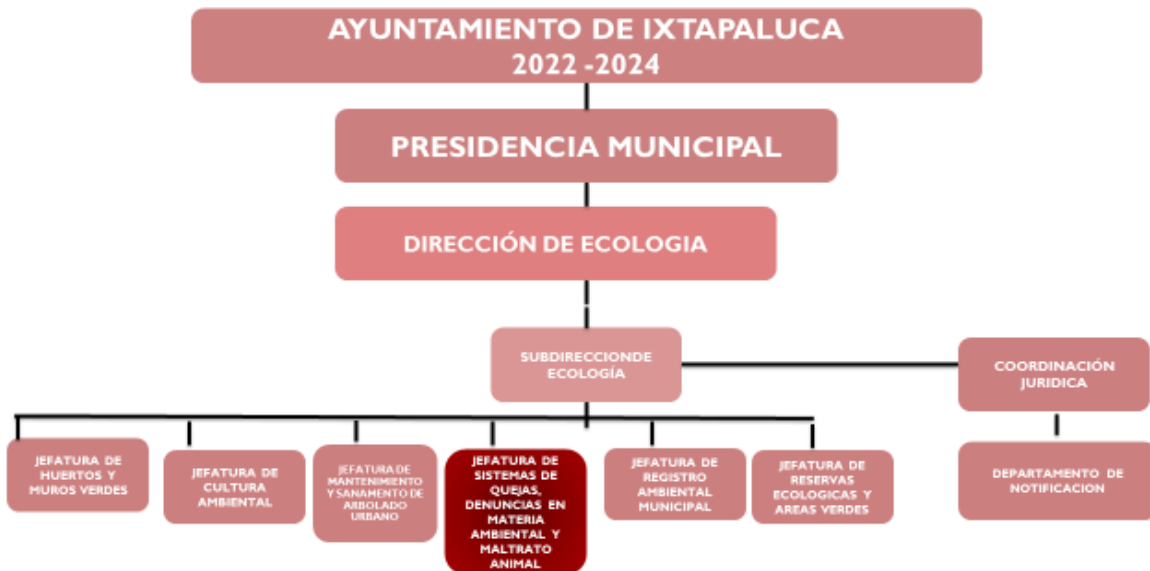 AYUNTAMIENTO DE IXTAPALUCA
2022 -2024
PRESIDENCIA MUNICIPAL
DIRECCIÓN DE ECOLOGIA
SUBDIRECCIONDE
ECOLOGÍA
COORDINACIÓN
JURIDICA
JEFATURA DE
HUERTOS Y
MUROS VERDES
JEFATURA DE
CULTURA
AMBIENTAL
JEFATURA DE
MANTENIMIENTO
Y SANAMENTO DE
ARBOLADO
URBANO
JEFATURA DE
SISTEMAS DE
QUEJAS,
DENUNCIAS EN
MATERIA
AMBIENTAL Y
MALTRATO
ANIMAL
JEFATURA DE
REGISTRO
AMBIENTAL
MUNICIPAL
JEFATURA DE
RESERVAS
ECOLOGICAS Y
AREAS VERDES
DEPARTAMENTO DE
NOTIFICACION